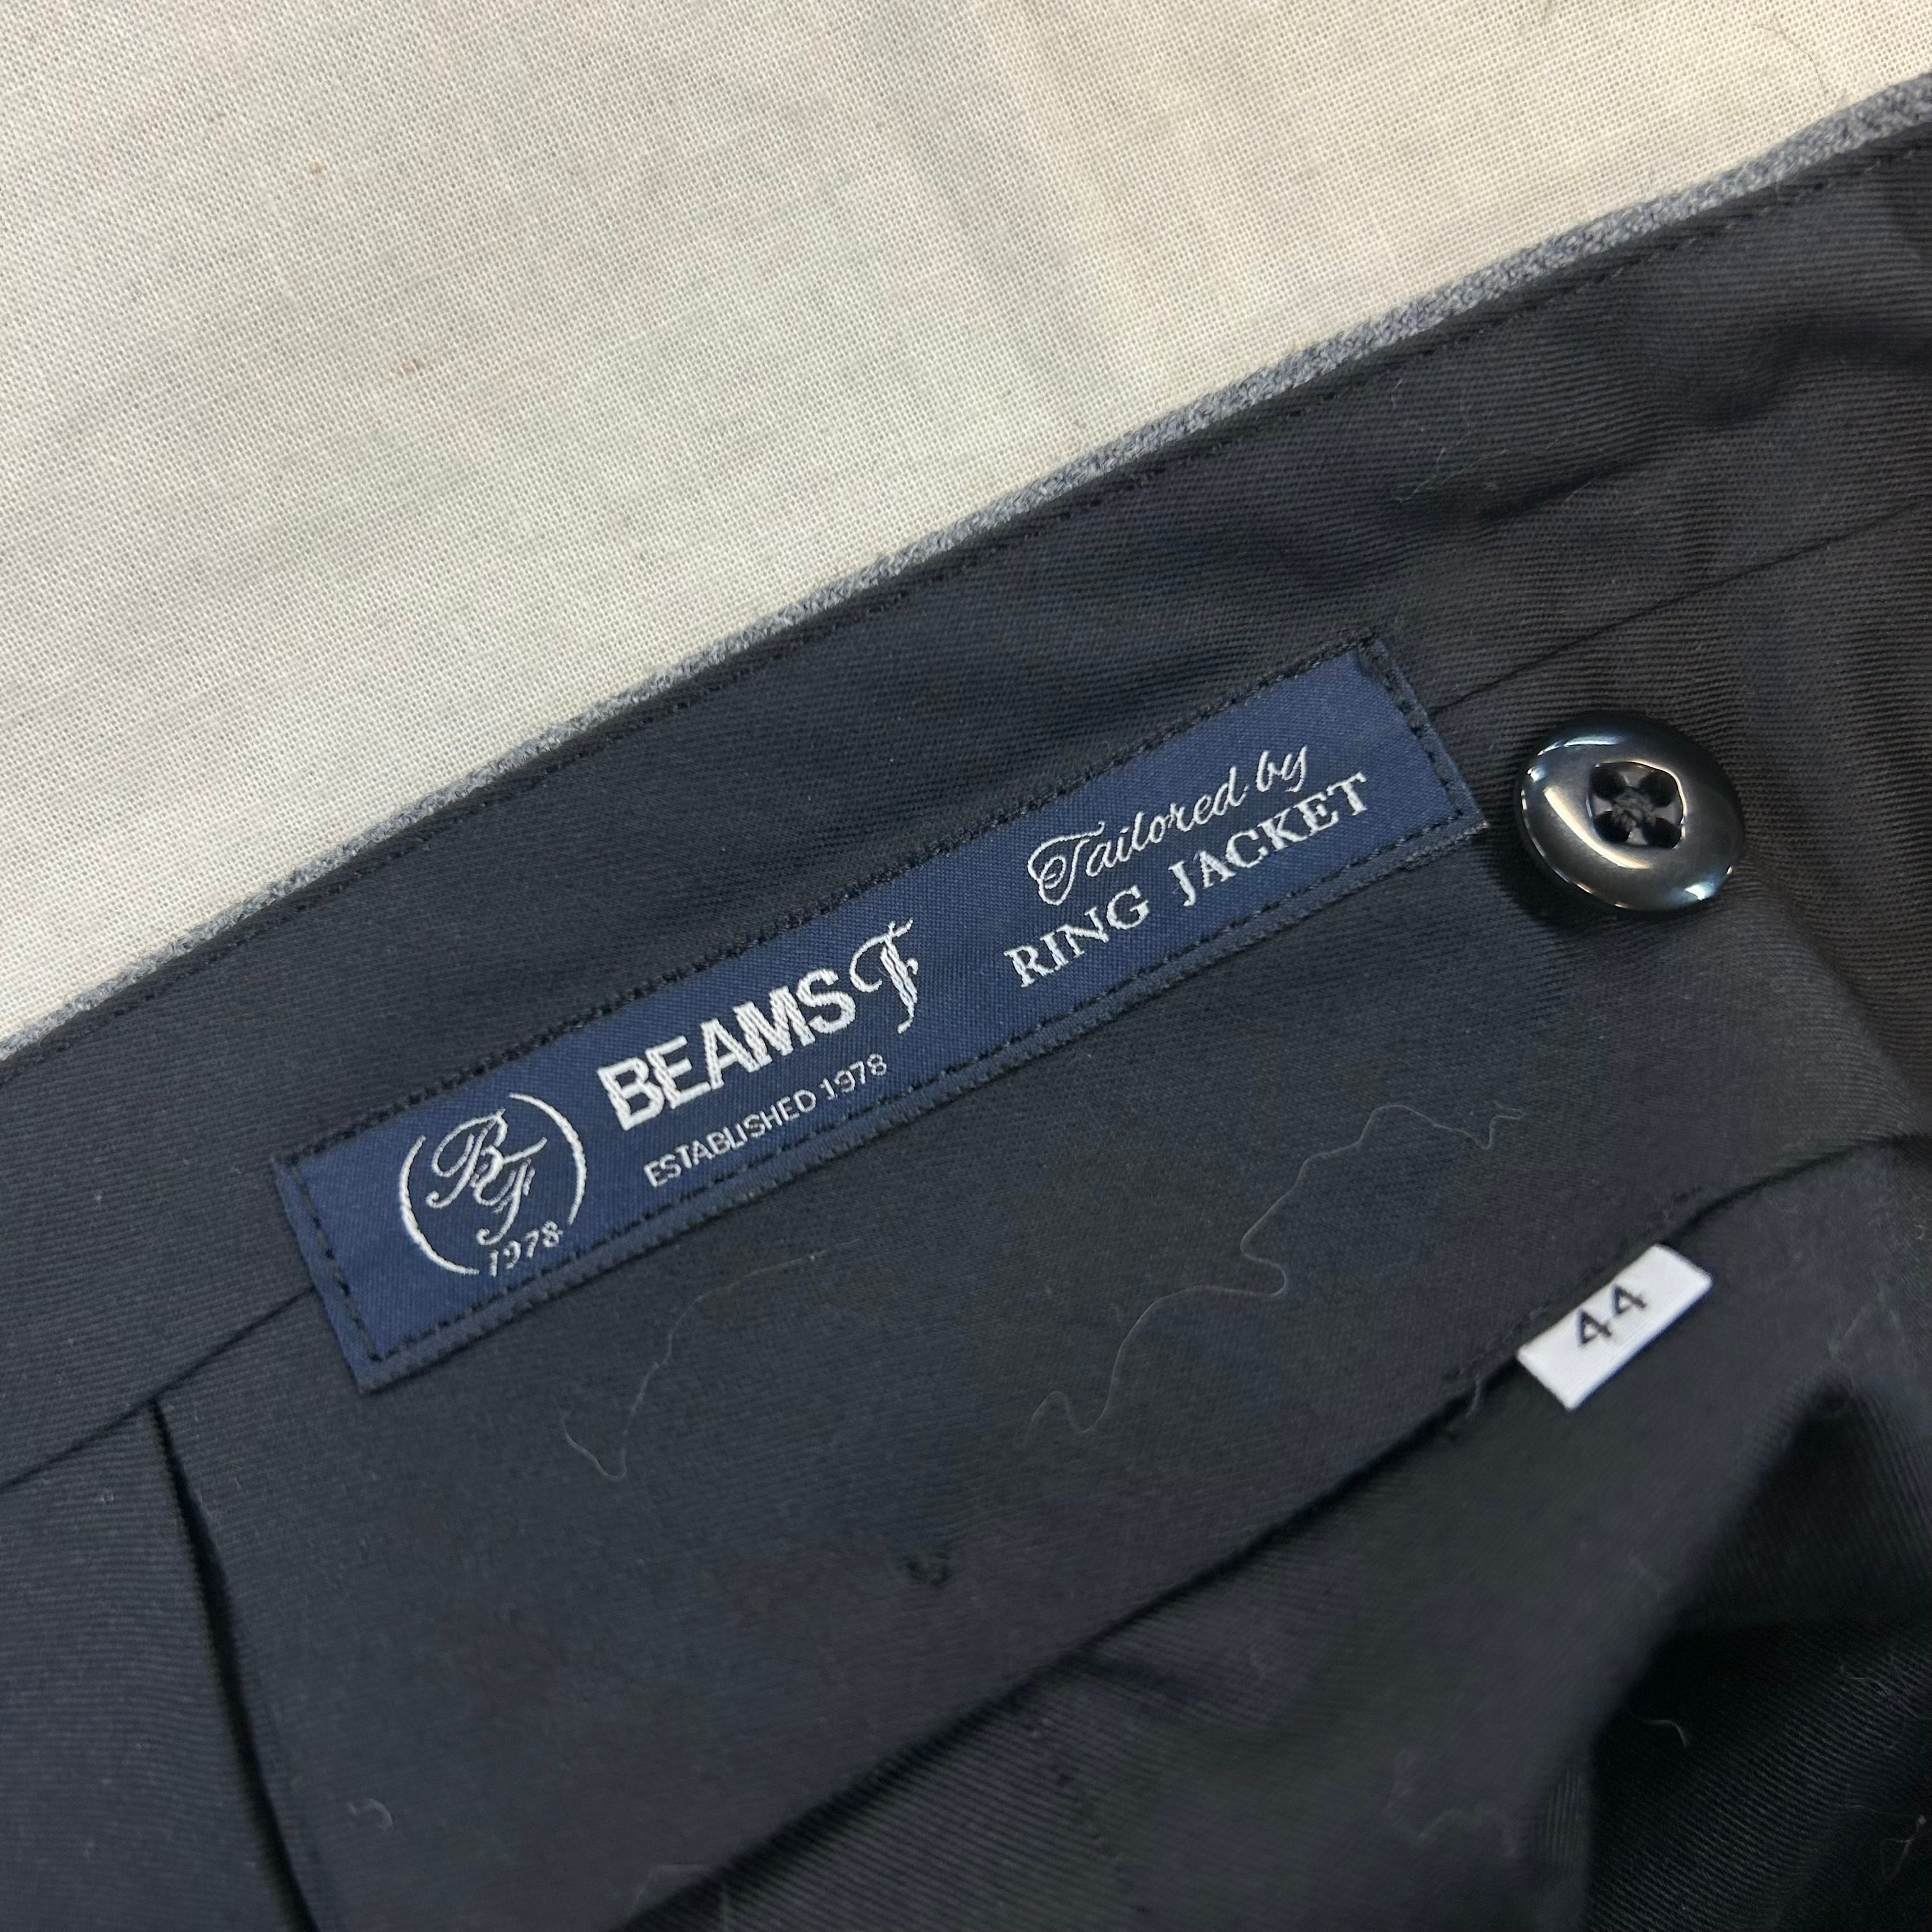 BF
1978
BEAMS F
ESTABLISHED 1978
Tailored by
RING JACKET
44